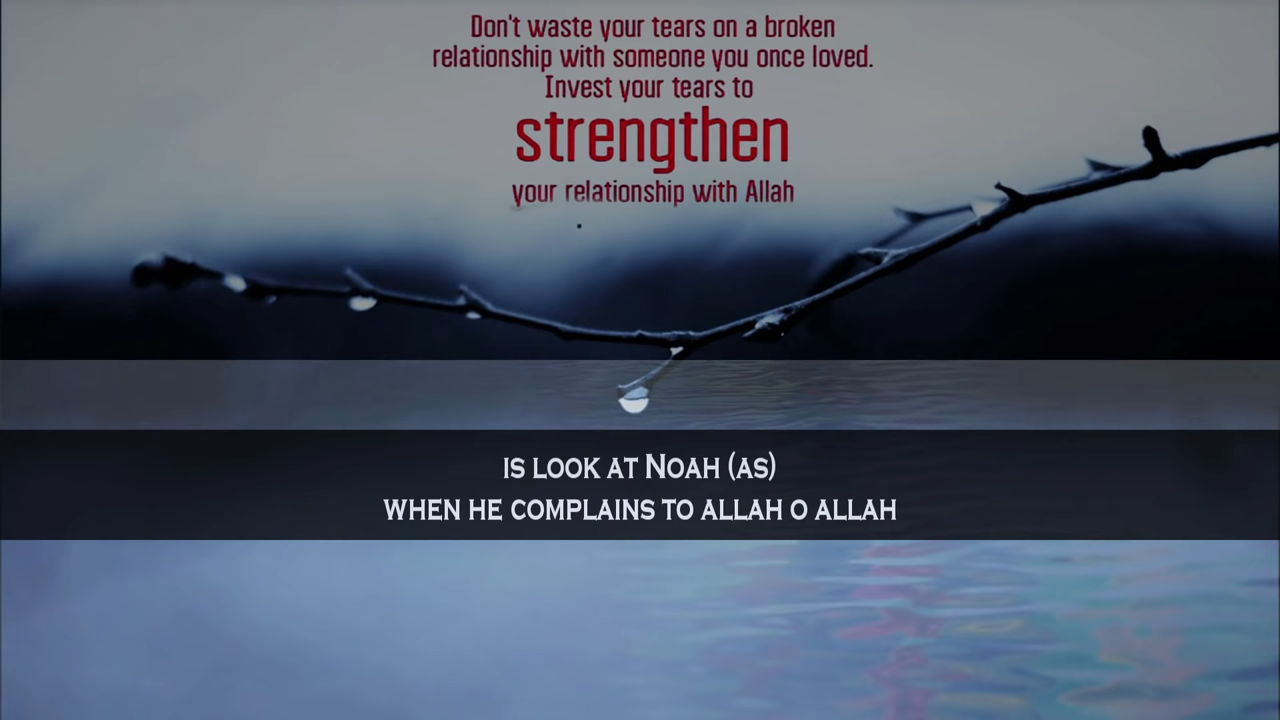 Don't waste your tears on a broken
relationship with someone you once loved.
Invest your tears to
strengthen
your relationship with Allah
is look at Noah (as)
when he complains to allah o allah